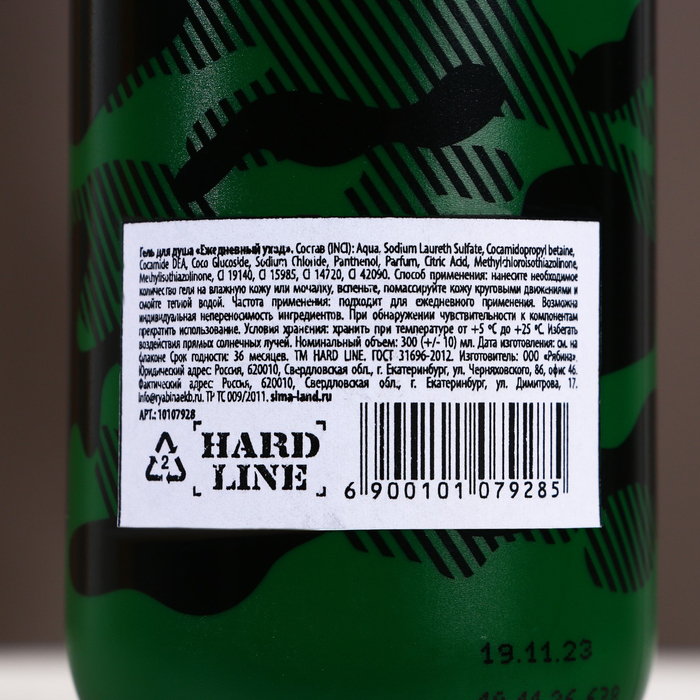 Гель для душа «Ежедневный уход». Состав (INCI): Aqua, Sodium Laureth Sulfate, Cocamidopropyl betaine,
Cocamide DEA, Coco Glucoside, Sodium Chloride, Panthenol, Parfum, Citric Acid, Methylchloroisothiazolinone,
Methylisothiazolinone, CI 19140, CI 15985, CI 14720, CI 42090. Способ применения: нанесите необходимое
количество геля на влажную кожу или мочалку, вспеньте, помассируйте кожу круговыми движениями и
смойте теплой водой. Частота применения: подходит для ежедневного применения. Возможна
индивидуальная непереносимость ингредиентов. При обнаружении чувствительности к компонентам
прекратить использование. Условия хранения: хранить при температуре от +5 °C до +25 °C. Избегать
воздействия прямых солнечных лучей. Номинальный объем: 300 (+/- 10) мл. Дата изготовления: см. на
флаконе Срок годности: 36 месяцев. ТМ HARD LINE. ГОСТ 31696-2012. Изготовитель: ООО «Рябина».
Юридический адрес: Россия, 620010, Свердловская обл., г. Екатеринбург, ул. Черняховского, 86, офис 46.
Фактический адрес: Россия, 620010, Свердловская обл., г. Екатеринбург, ул. Димитрова, 17.
info@ryabinaekb.ru. ТР ТС 009/2011. sima-land.ru
АРТ.: 10107928
2
HARD
LINE
6 900101 079285
19.11.23
19.11.26